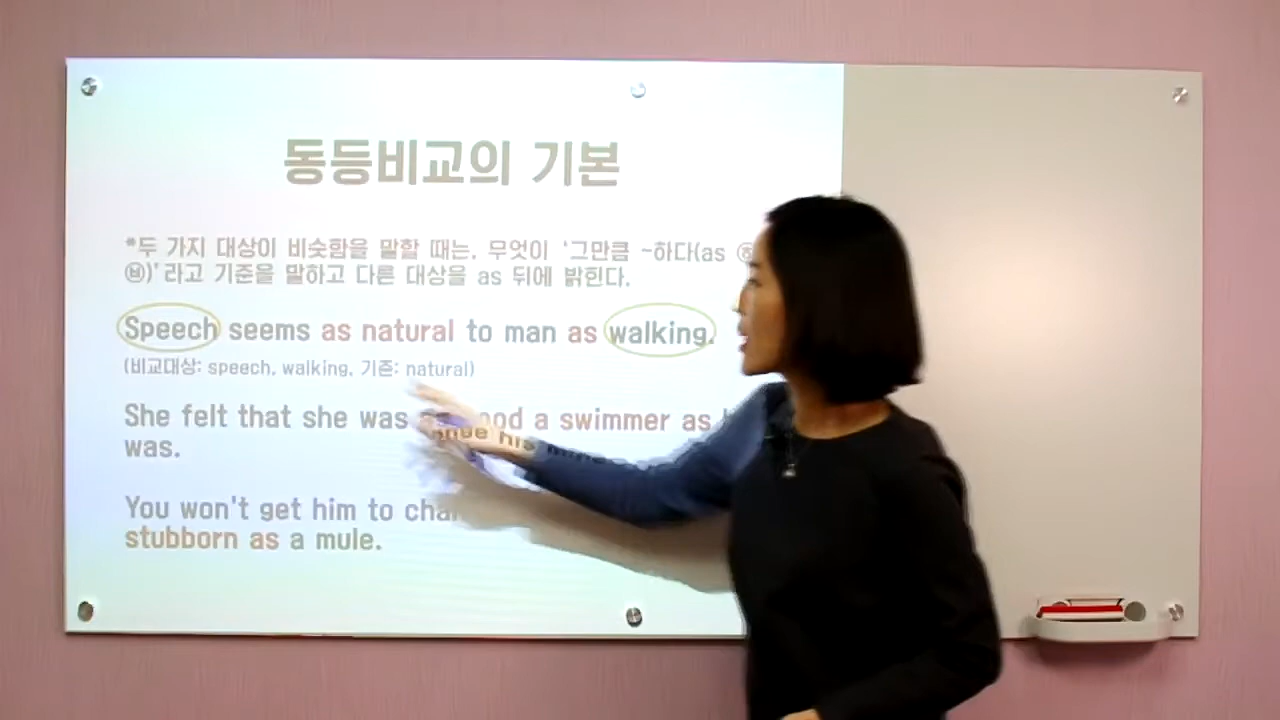 동등비교의 기본
*두 가지 대상이 비슷함을 말할 때는, 무엇이 '그만큼 ~하다(as ㉻
㉥)'라고 기준을 말하고 다른 대상을 as 뒤에 밝힌다.
Speech seems as natural to man as walking.
(비교대상: speech, walking, 기준: natural)
She felt that she was a swimmer as
was.
You won't get him to his
stubborn as a mule.